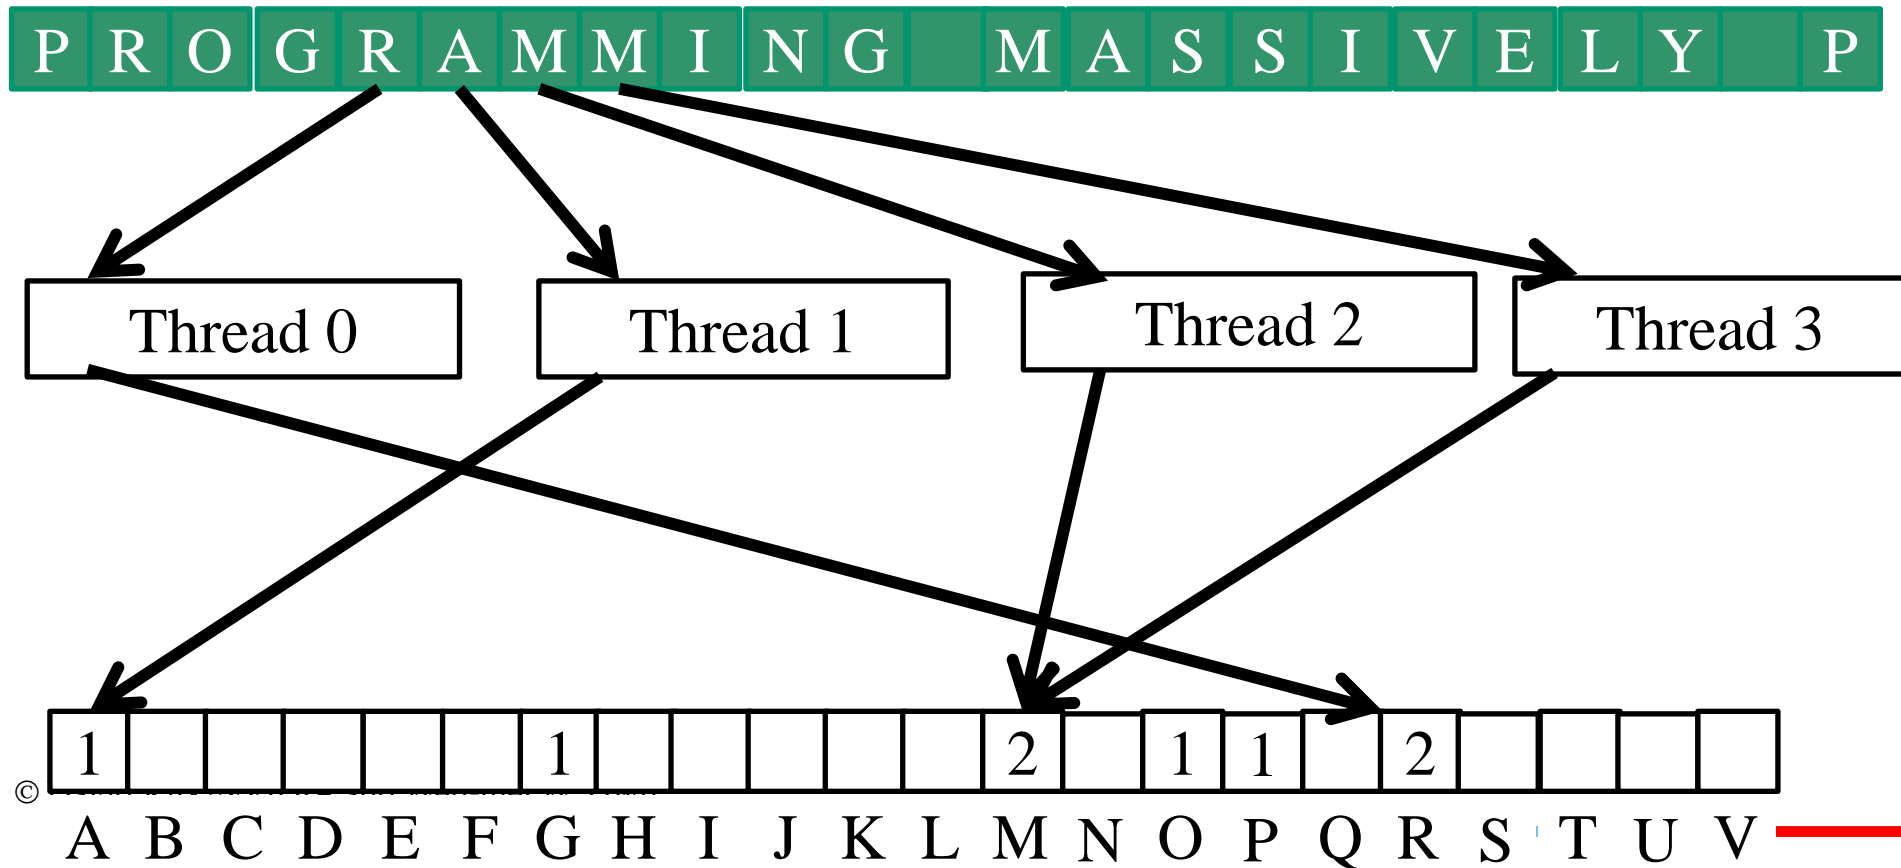 P R O G R A M M I N G M A S S I V E L Y P
Thread 0 Thread 1 Thread 2 Thread 3
1 1 2 1 1 2
©
A B C D E F G H I J K L M N O P Q R S T U V